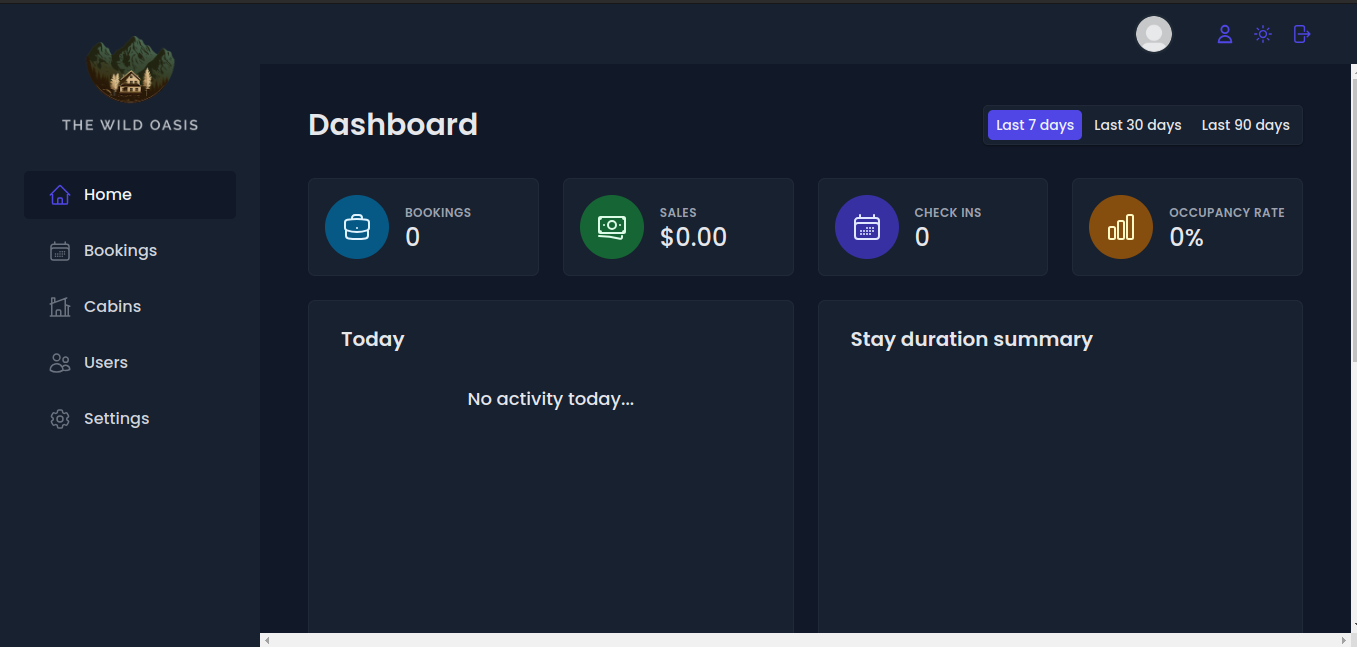 THE WILD OASIS
Home
Bookings
Cabins
Users
Settings
Dashboard
Last 7 days
Last 30 days
Last 90 days
BOOKINGS
0
SALES
$0.00
CHECK INS
0
OCCUPANCY RATE
0%
Today
No activity today...
Stay duration summary